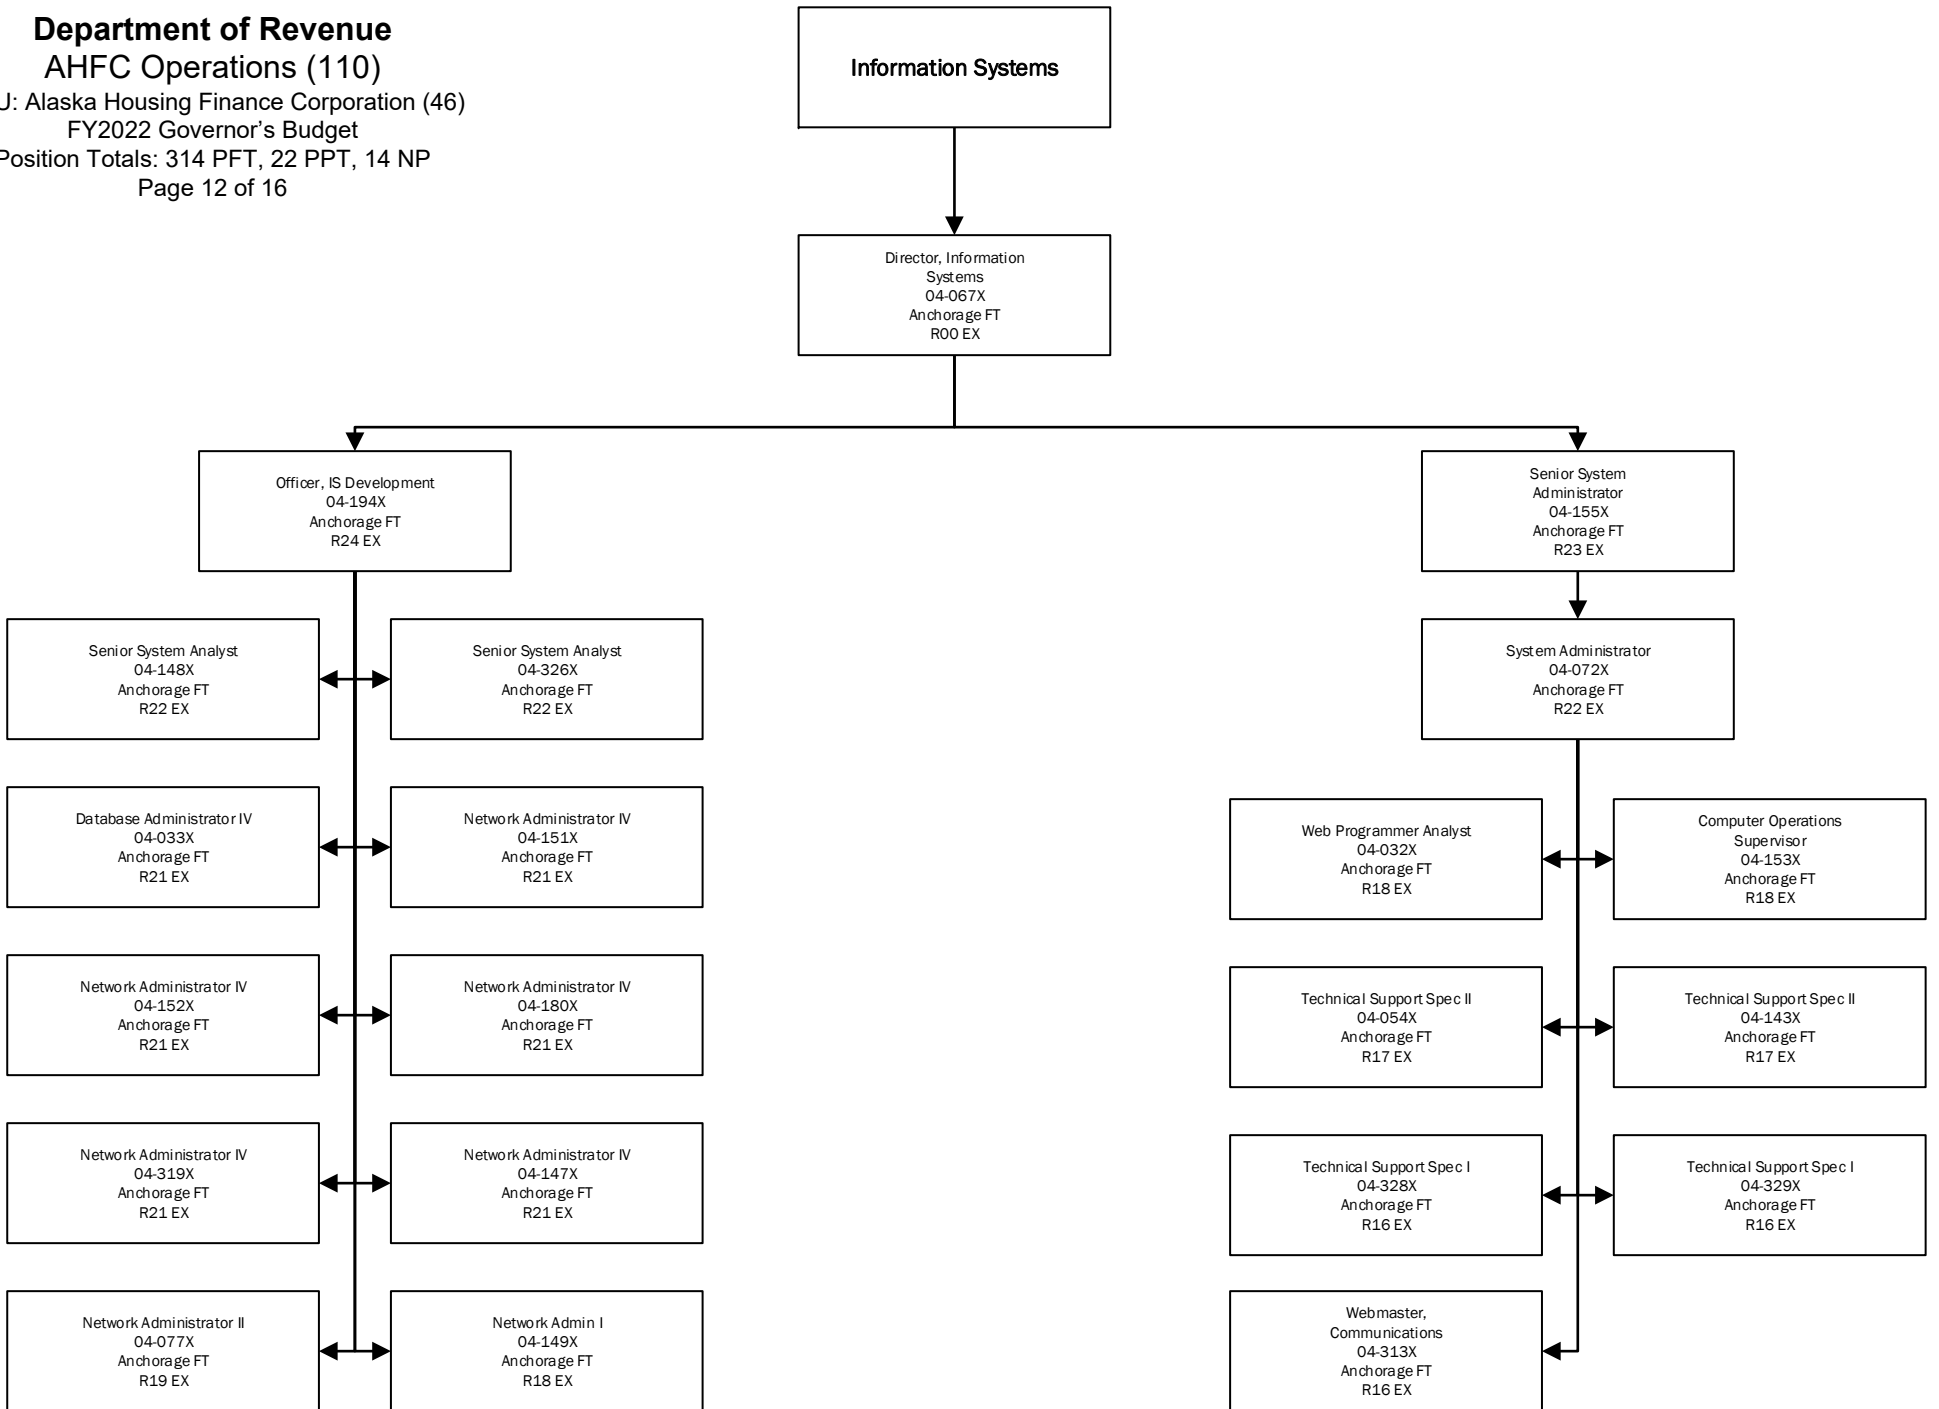 Department of Revenue
AHFC Operations (110)
U: Alaska Housing Finance Corporation (46)
FY2022 Governor's Budget
Position Totals: 314 PFT, 22 PPT, 14 NP
Page 12 of 16
Information Systems
Director, Information
Systems
04-067X
Anchorage FT
R00 EX
Officer, IS Development
04-194X
Anchorage FT
R24 EX
Senior System
Administrator
04-155X
Anchorage FT
R23 EX
Senior System Analyst
04-148X
Anchorage FT
R22 EX
Senior System Analyst
04-326X
Anchorage FT
R22 EX
System Administrator
04-072X
Anchorage FT
R22 EX
Database Administrator IV
04-033X
Anchorage FT
R21 EX
Network Administrator IV
04-151X
Anchorage FT
R21 EX
Web Programmer Analyst
04-032X
Anchorage FT
R18 EX
Computer Operations
Supervisor
04-153X
Anchorage FT
R18 EX
Network Administrator IV
04-152X
Anchorage FT
R21 EX
Network Administrator IV
04-180X
Anchorage FT
R21 EX
Technical Support Spec II
04-054X
Anchorage FT
R17 EX
Technical Support Spec II
04-143X
Anchorage FT
R17 EX
Network Administrator IV
04-319X
Anchorage FT
R21 EX
Network Administrator IV
04-147X
Anchorage FT
R21 EX
Technical Support Spec I
04-328X
Anchorage FT
R16 EX
Technical Support Spec I
04-329X
Anchorage FT
R16 EX
Network Administrator II
04-077X
Anchorage FT
R19 EX
Network Admin I
04-149X
Anchorage FT
R18 EX
Webmaster,
Communications
04-313X
Anchorage FT
R16 EX